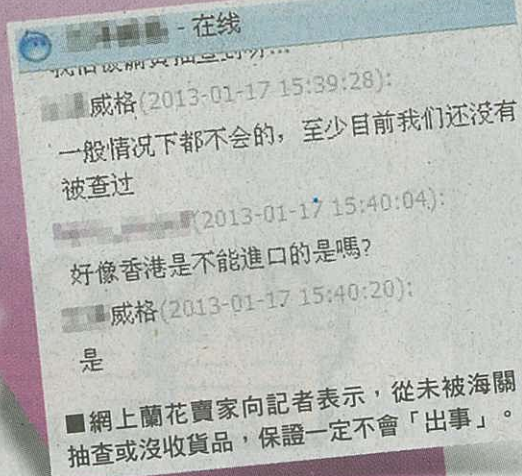 - 在线
威格(2013-01-17 15:39:28):
一般情况下都不会的，至少目前我们还没有
被查过
(2013-01-17 15:40:04):
好像香港是不能進口的是嗎?
威格(2013-01-17 15:40:20):
是
■網上蘭花賣家向記者表示，從未被海關
抽查或沒收貨品，保證一定不會「出事」。